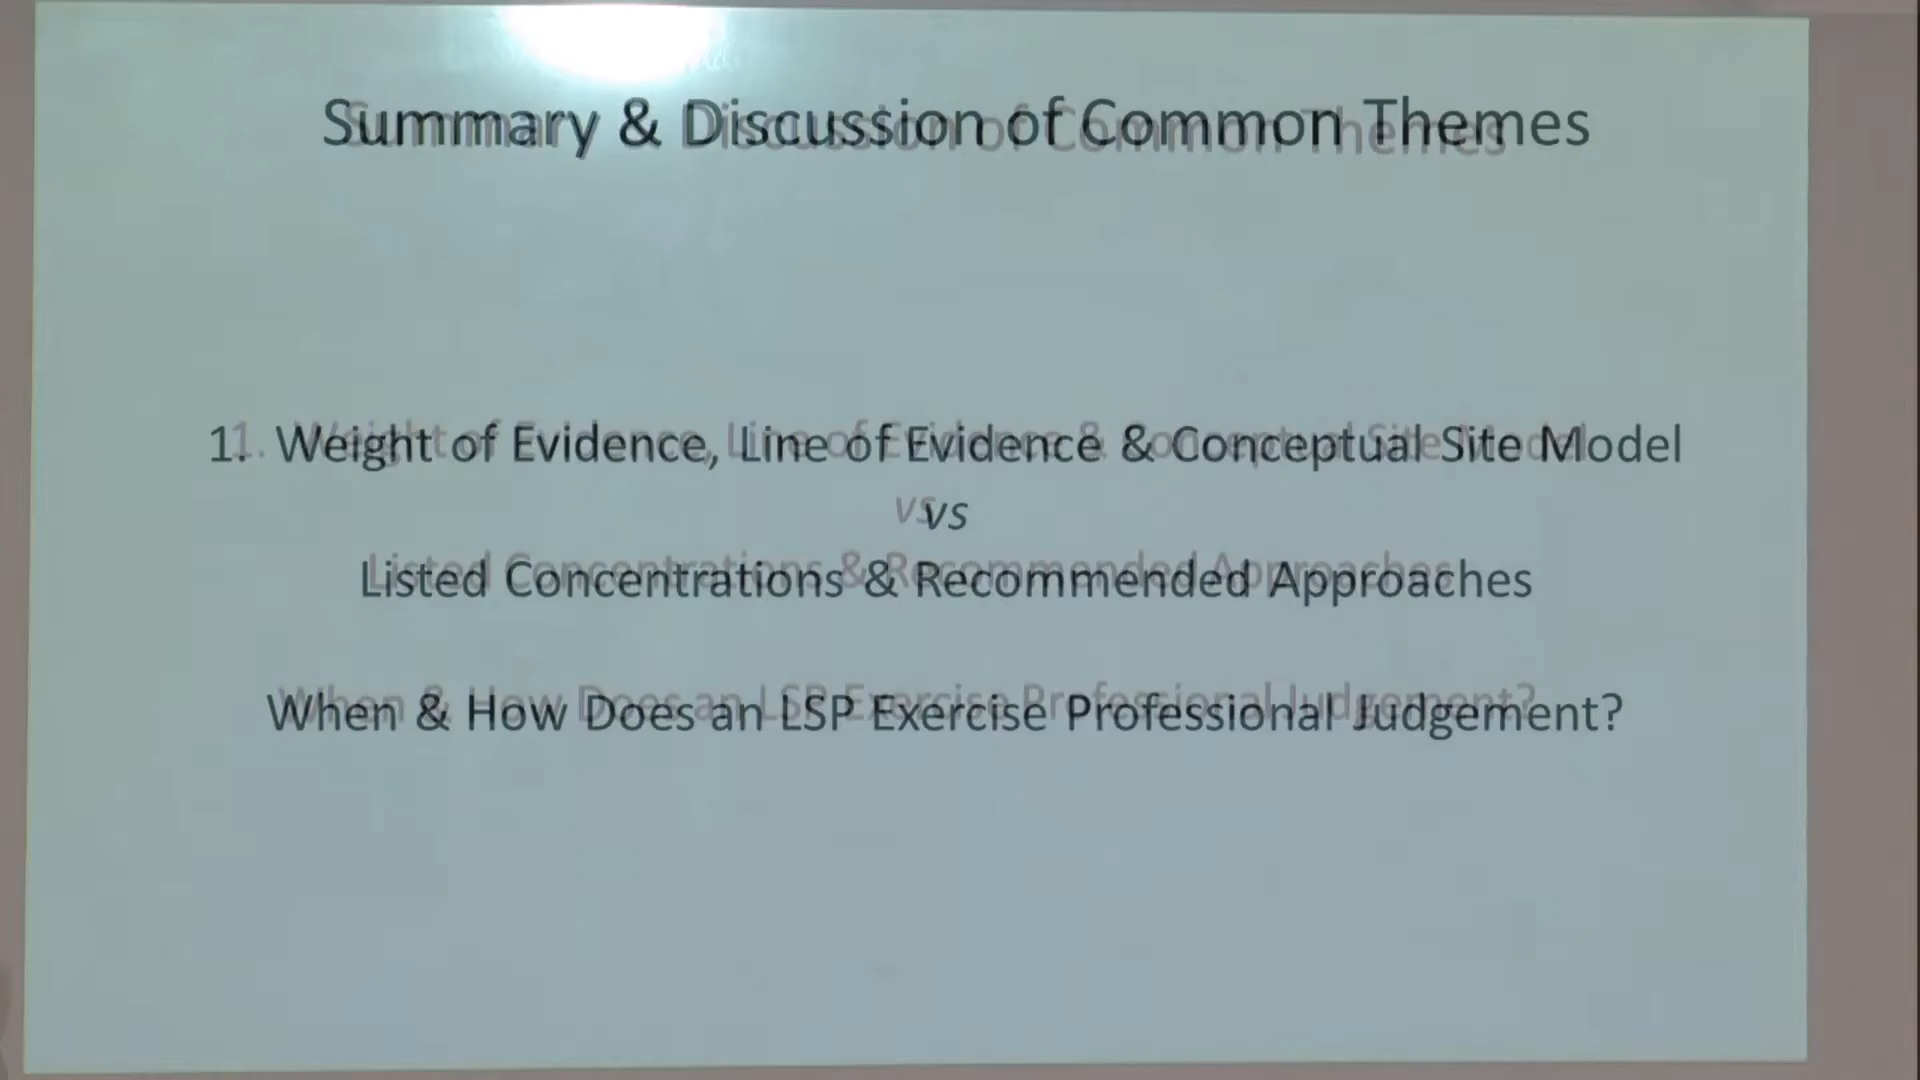 Summary & Discussion of Common Themes
1. Weight of Evidence, Line of Evidence & Conceptual Site Model
vs
Listed Concentrations & Recommended Approaches
When & How Does an LSP Exercise Professional Judgement?